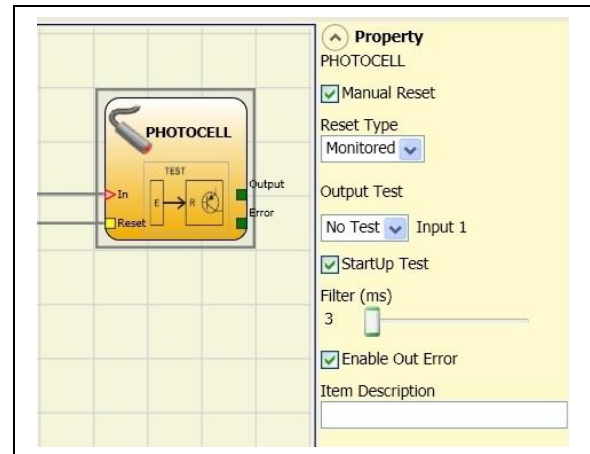 PHOTOCELL
TEST
In
E
R
Output
Reset
Error
Property
PHOTOCELL
Manual Reset
Reset Type
Monitored
Output Test
No Test Input 1
StartUp Test
Filter (ms)
3
Enable Out Error
Item Description